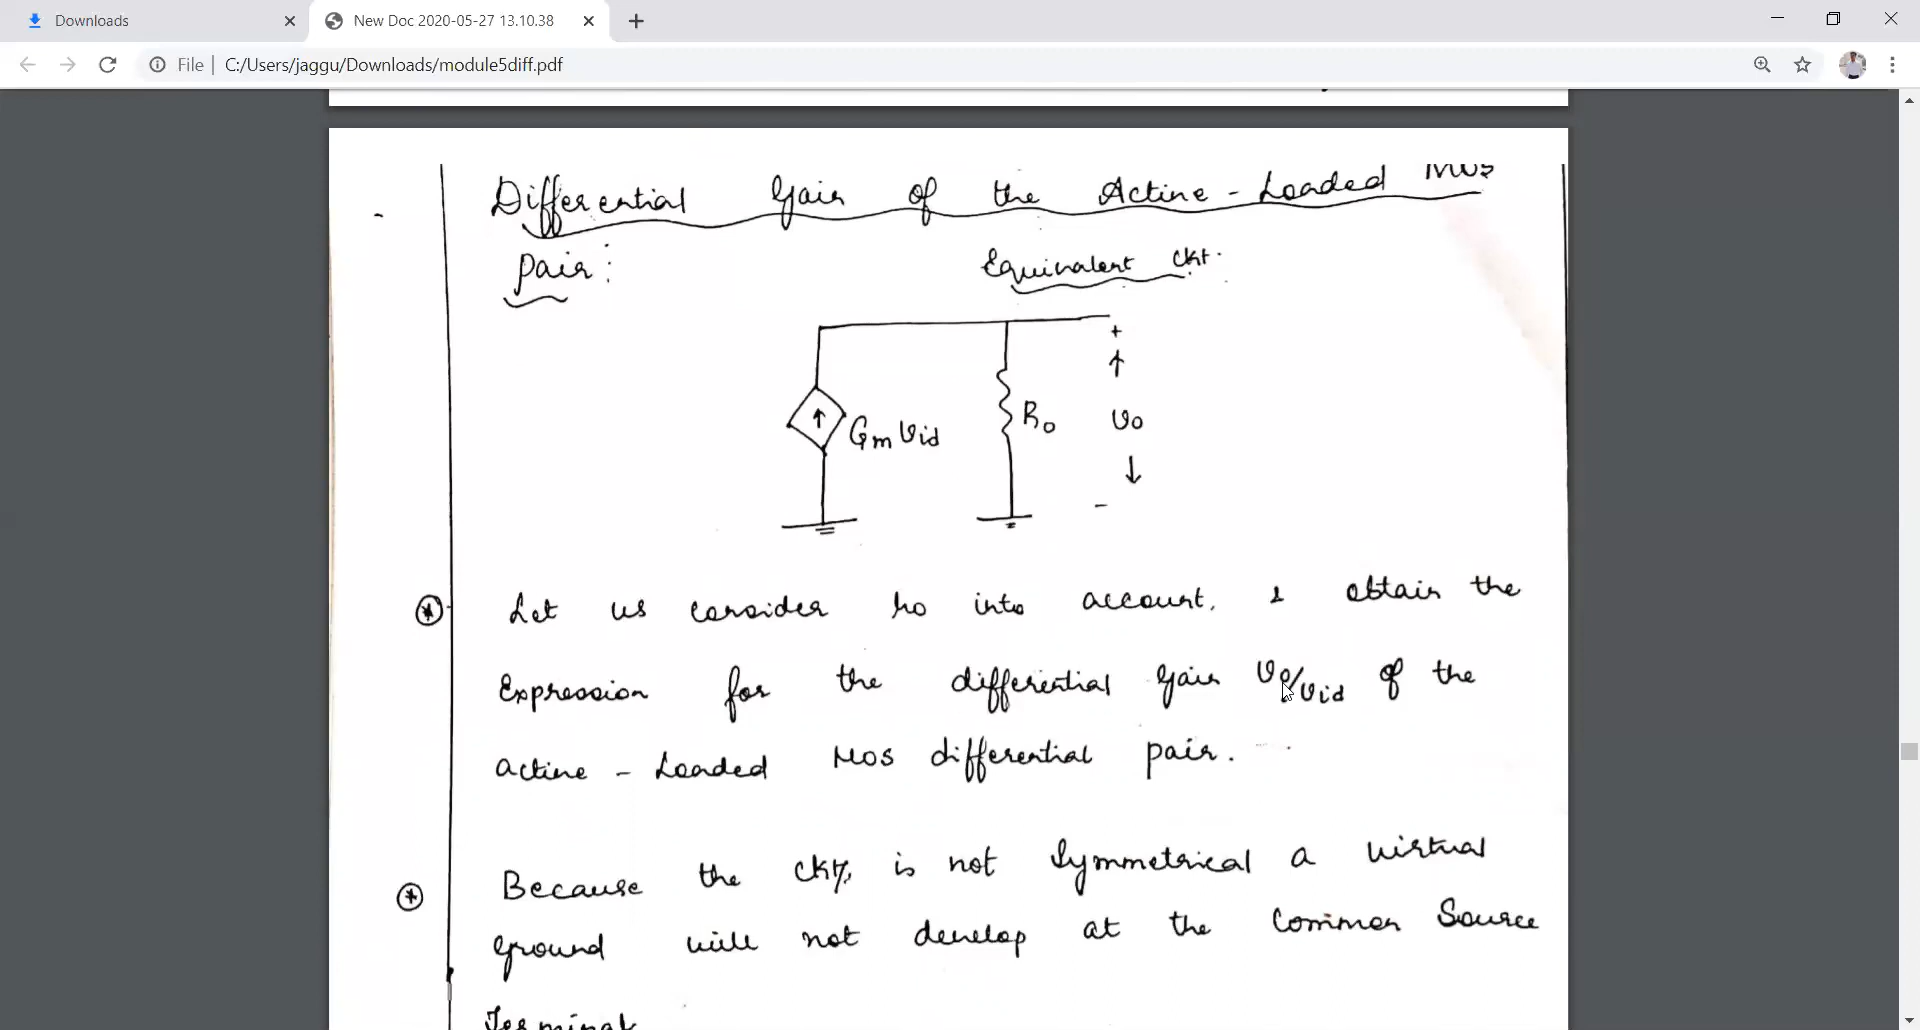 Downloads
New Doc 2020-05-27 13.10.38
File
C:/Users/jaggu/Downloads/module5diff.pdf
Differential Gain of the Active - Loaded MOS
pair :
Equivalent ckt.
+
Gm Vid
Ro
Vo
-
Let us consider ro into account. & obtain the
Expression for the differential gain Vo/Vid of the
active - Loaded MOS differential pair.
Because the ckt, is not Symmetrical a virtual
ground will not develop at the Common Source
Terminal